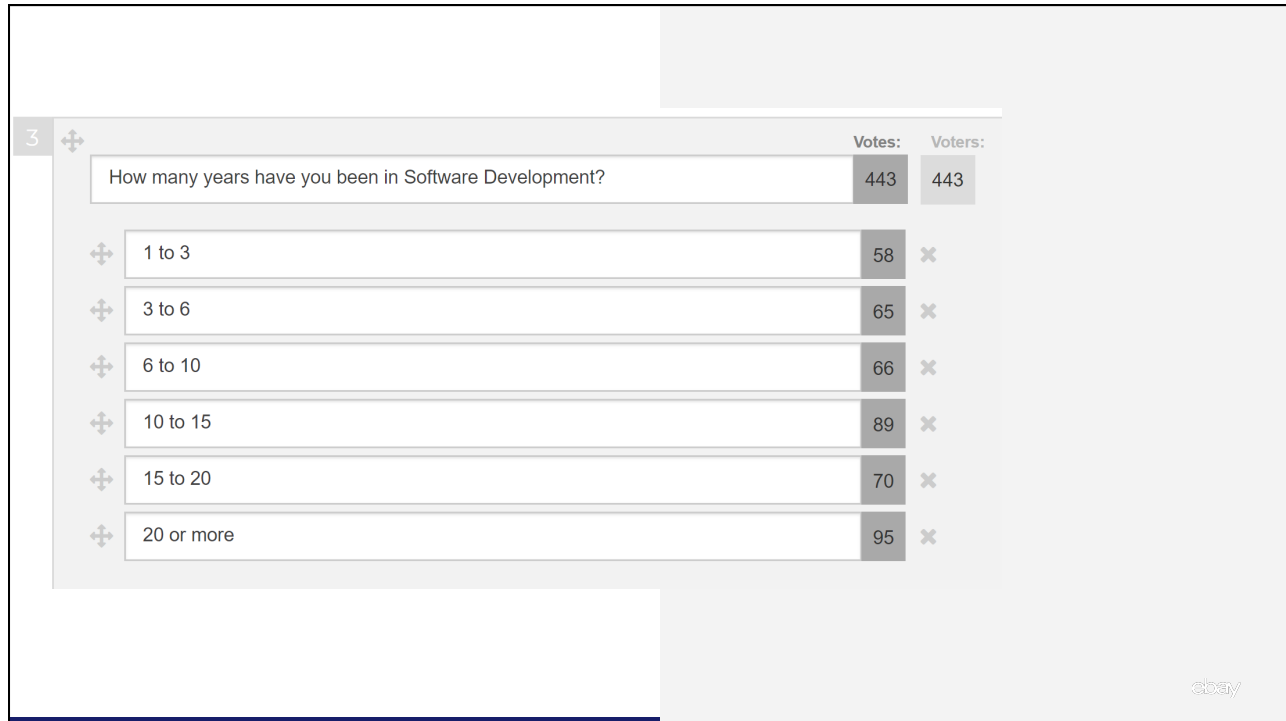 3
Votes: Voters:
How many years have you been in Software Development? 443 443
1 to 3 58
3 to 6 65
6 to 10 66
10 to 15 89
15 to 20 70
20 or more 95
ebay